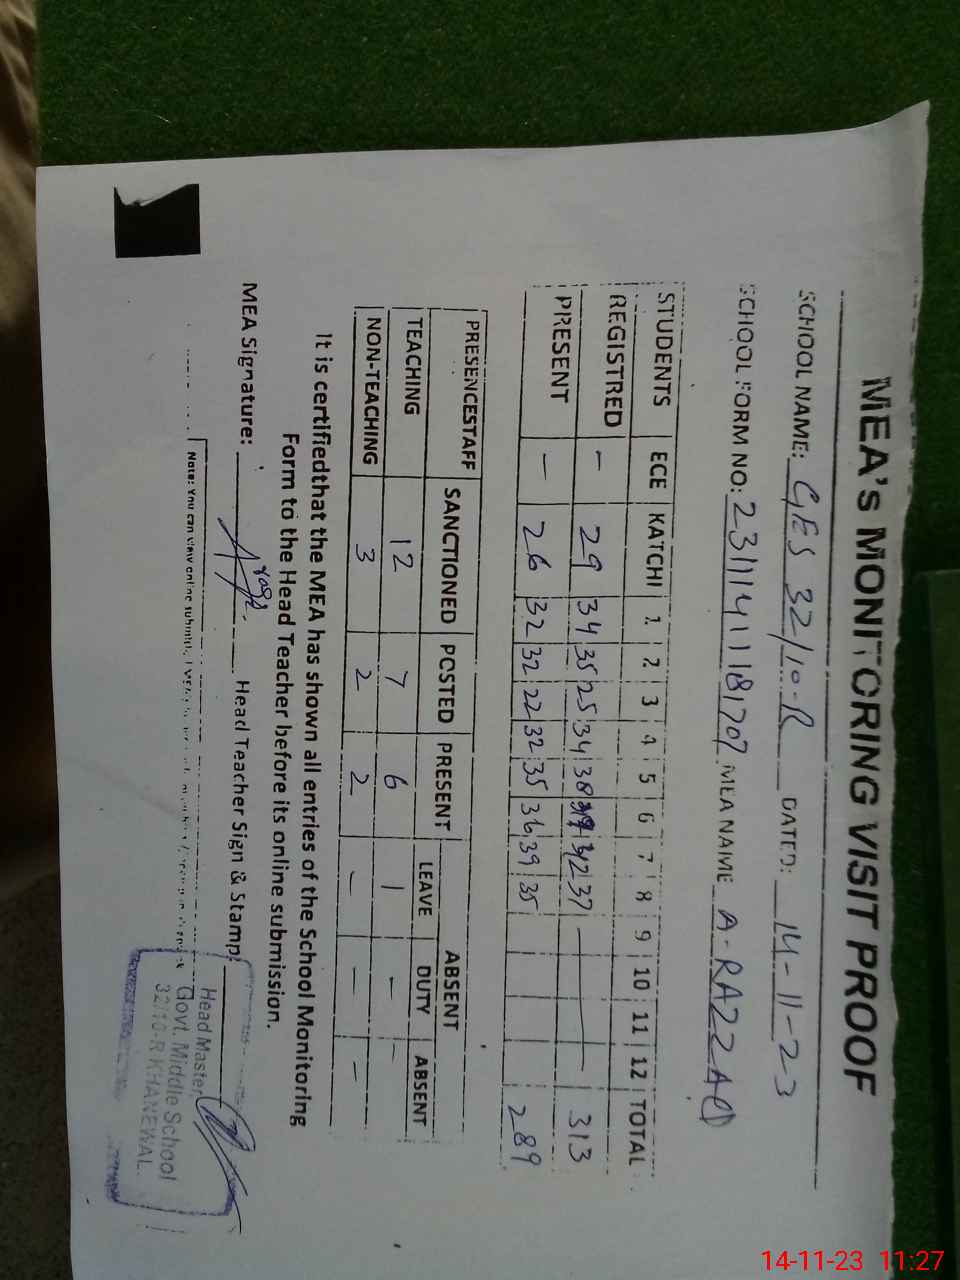 MEA's MONITORING VISIT PROOF
SCHOOL NAME: GES 32/10-R DATED: 14-11-23
SCHOOL FORM NO: MEA NAME A-RAZZAQ
STUDENTS ECE KATCHI 1 2 3 4 5 6 7 8 9 10 11 12 TOTAL
REGISTRED — 29 34 35 25 34 38 42 37 — — 313
PRESENT — 26 32 32 22 32 35 36 39 35 289
PRESENCESTAFF SANCTIONED POSTED PRESENT ABSENT
LEAVE DUTY ABSENT
TEACHING 12 7 6 1 — —
NON-TEACHING 3 2 2 — — —
It is certifiedthat the MEA has shown all entries of the School Monitoring
Form to the Head Teacher before its online submission.
MEA Signature: Head Teacher Sign & Stamp:
Note: You can view online
Head Master
Govt. Middle School
32/10-R KHANEWAL.
14-11-23 11:27